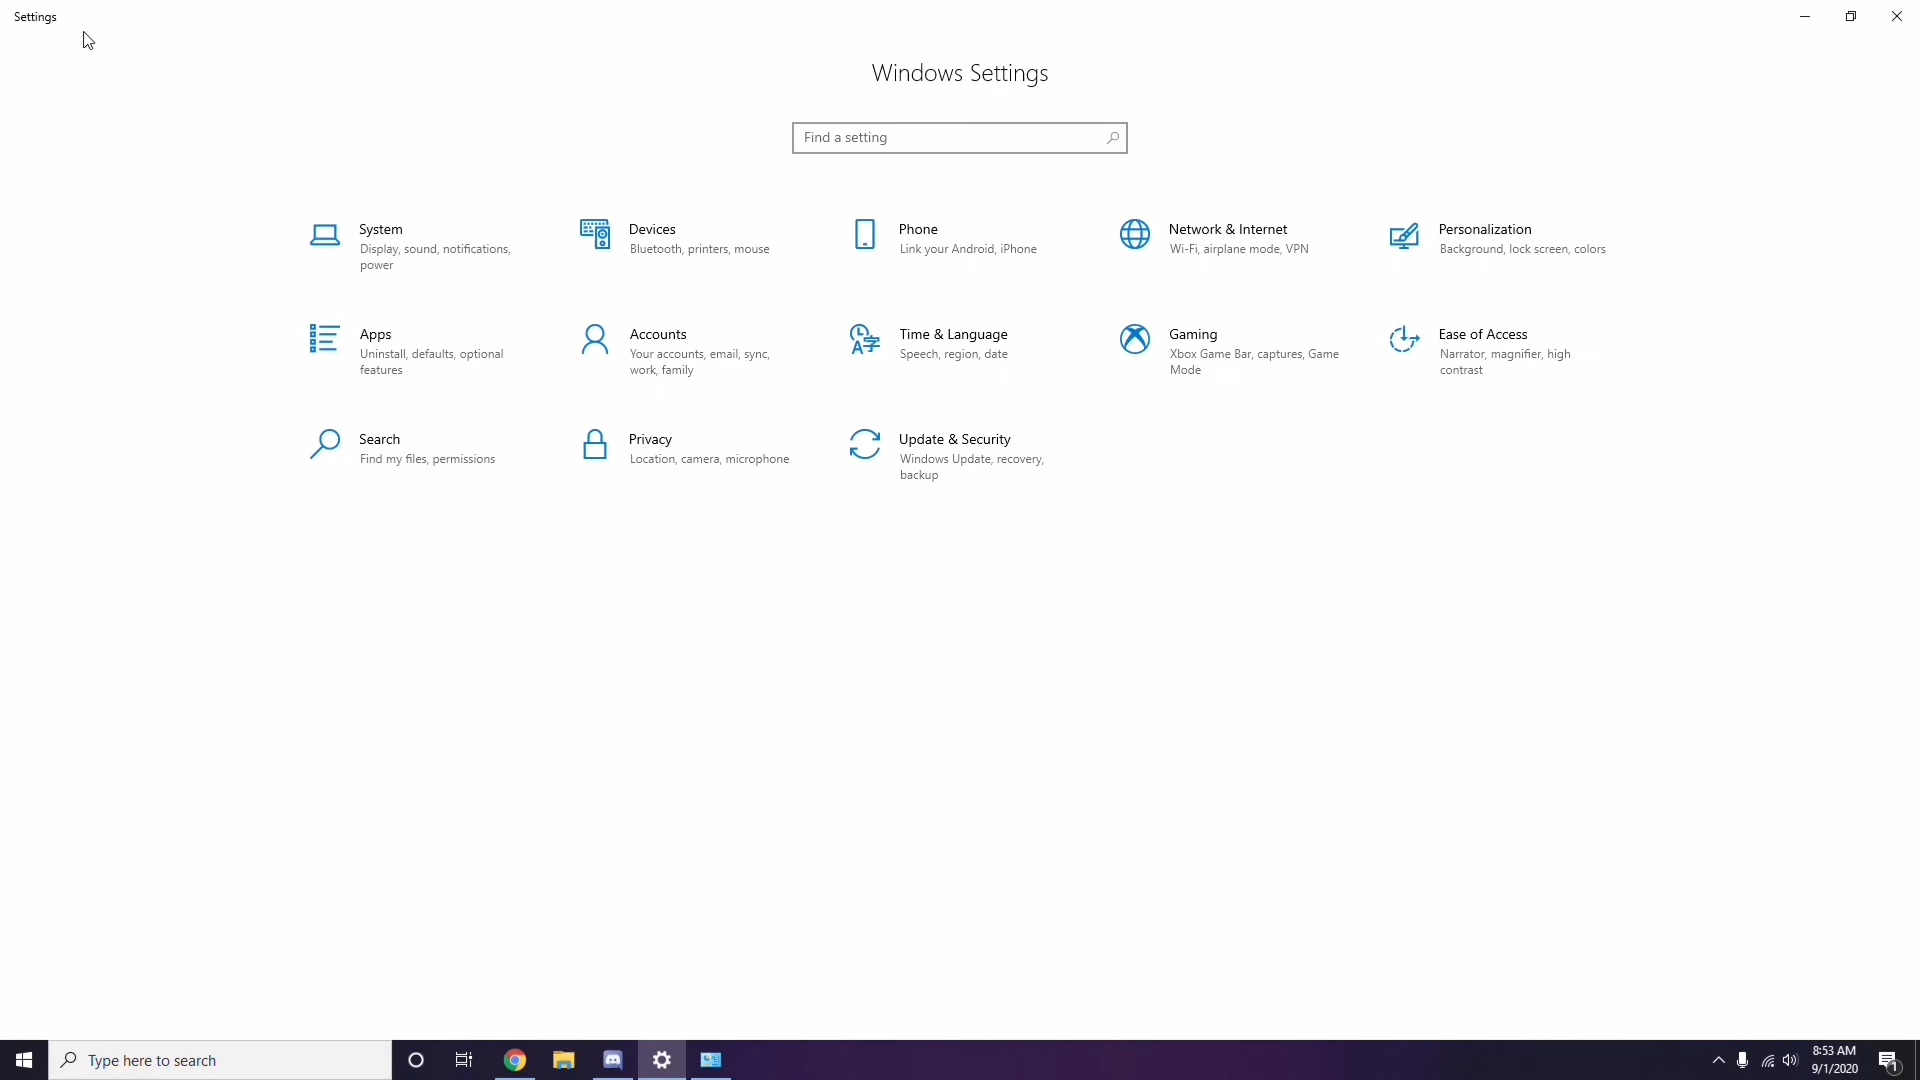 Settings
Windows Settings
Find a setting
System
Display, sound, notifications,
power
Devices
Bluetooth, printers, mouse
Phone
Link your Android, iPhone
Network & Internet
Wi-Fi, airplane mode, VPN
Personalization
Background, lock screen, colors
Apps
Uninstall, defaults, optional
features
Accounts
Your accounts, email, sync,
work, family
Time & Language
Speech, region, date
Gaming
Xbox Game Bar, captures, Game
Mode
Ease of Access
Narrator, magnifier, high
contrast
Search
Find my files, permissions
Privacy
Location, camera, microphone
Update & Security
Windows Update, recovery,
backup
Type here to search
8:53 AM
9/1/2020
1